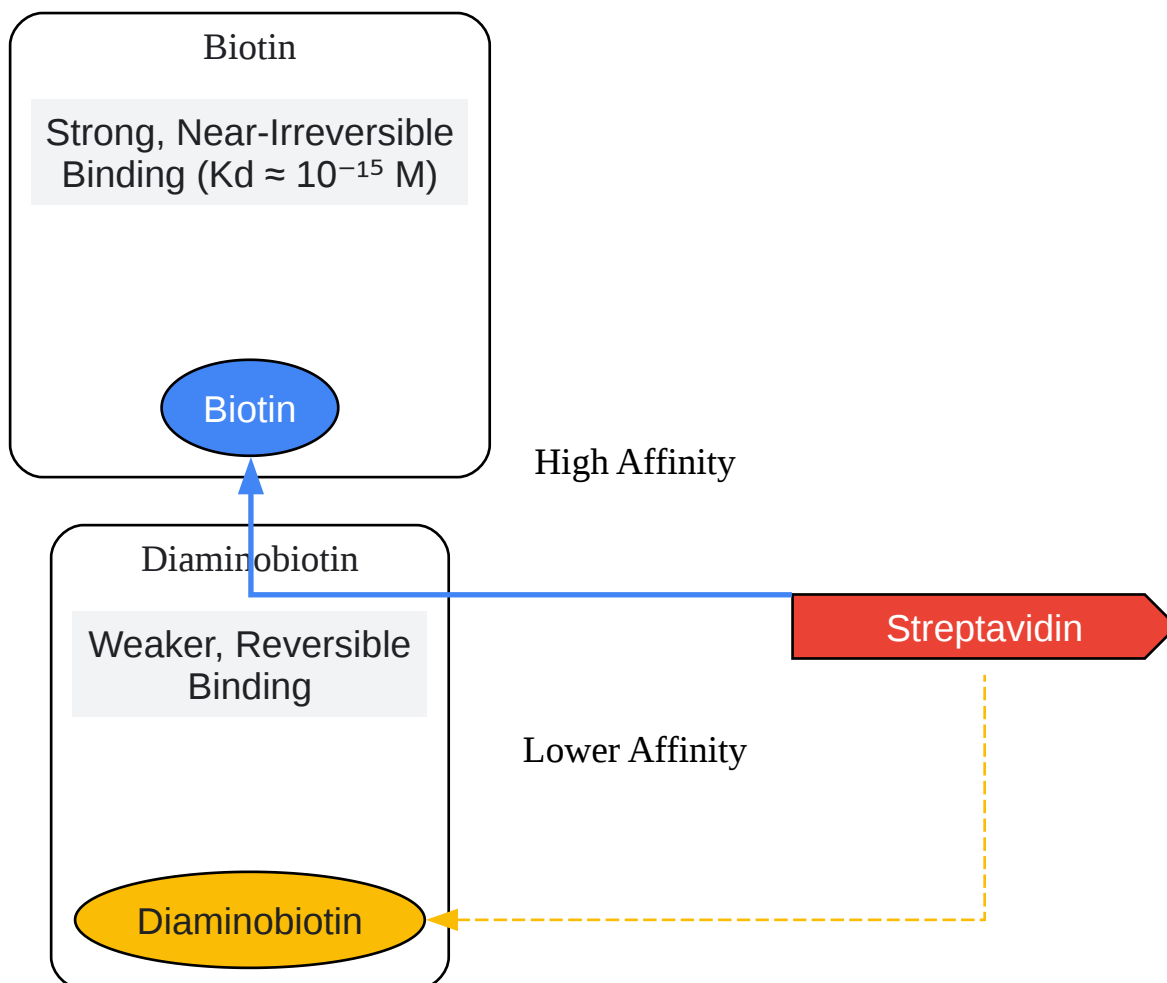 Biotin
Strong, Near-Irreversible
Binding (Kd ≈ 10⁻¹⁵ M)
Biotin
High Affinity
Diaminobiotin
Streptavidin
Weaker, Reversible
Binding
Lower Affinity
Diaminobiotin